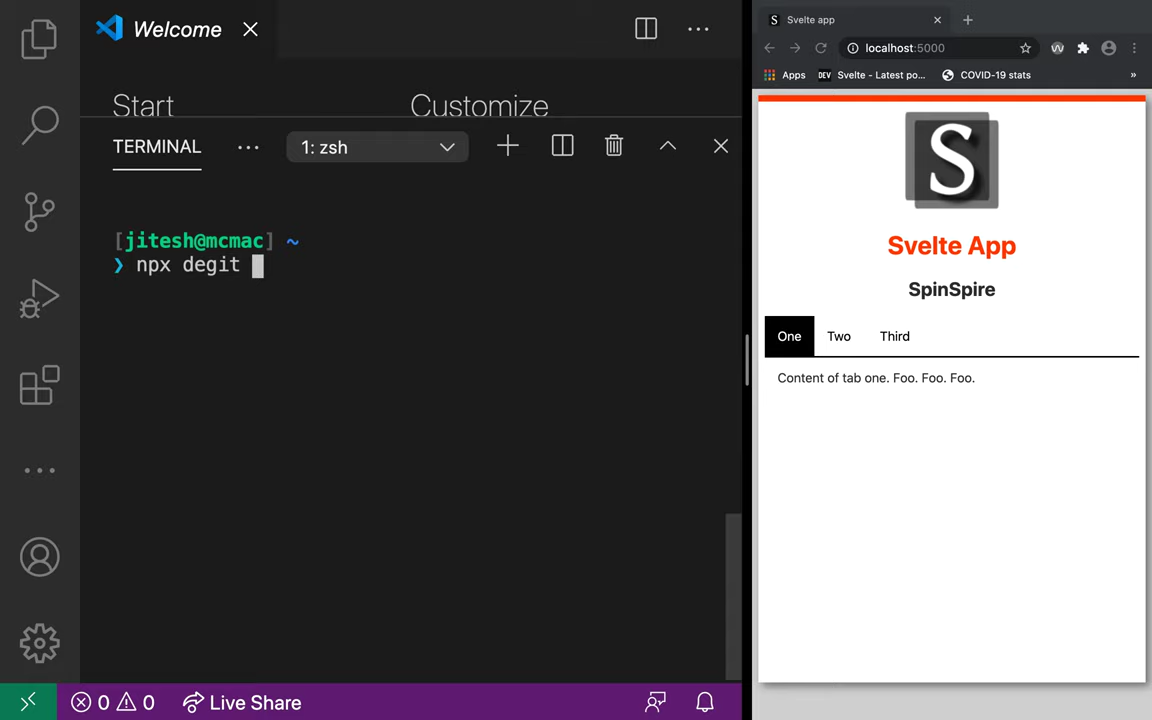 Welcome
Start
Customize
TERMINAL
1: zsh
[jitesh@mcmac] ~
❯ npx degit
0 0
Live Share
Svelte app
localhost:5000
Apps
DEV Svelte - Latest po...
COVID-19 stats
»
S
Svelte App
SpinSpire
One
Two
Third
Content of tab one. Foo. Foo. Foo.